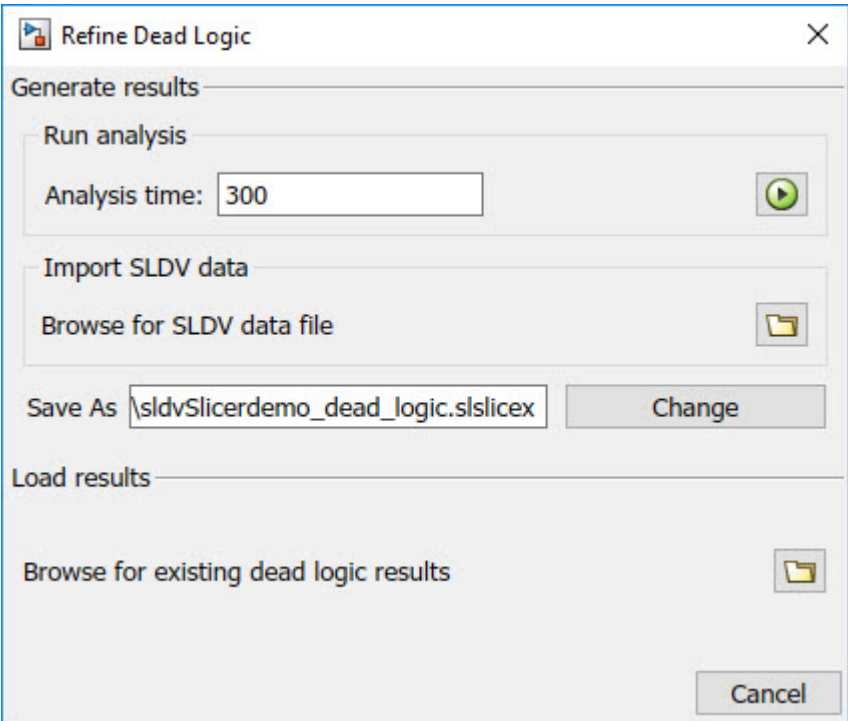 Refine Dead Logic
Generate results
Run analysis
Analysis time: 300
Import SLDV data
Browse for SLDV data file
Save As \sldvSlicerdemo_dead_logic.slslicex Change
Load results
Browse for existing dead logic results
Cancel